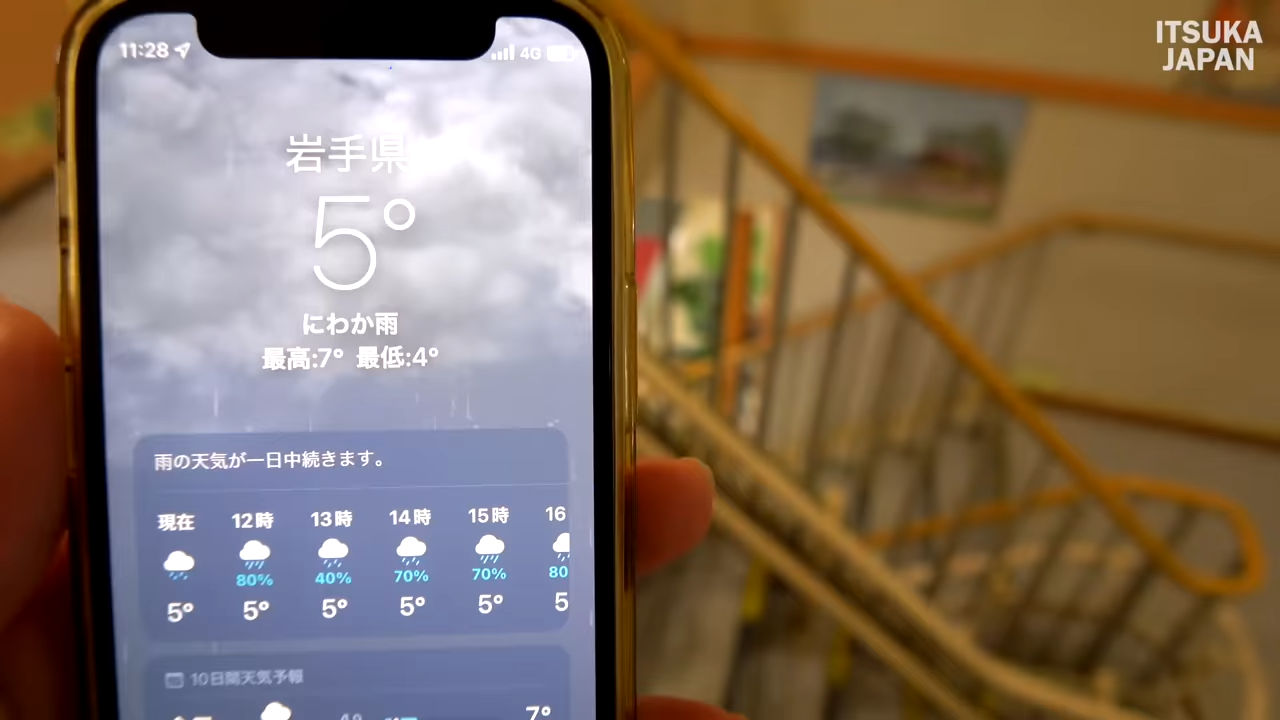 ITSUKA
JAPAN
11:28
4G
岩手県
5°
にわか雨
最高:7° 最低:4°
雨の天気が一日中続きます。
現在 12時 13時 14時 15時 16
80% 40% 70% 70% 80
5° 5° 5° 5° 5° 5
10日間天気予報
7°